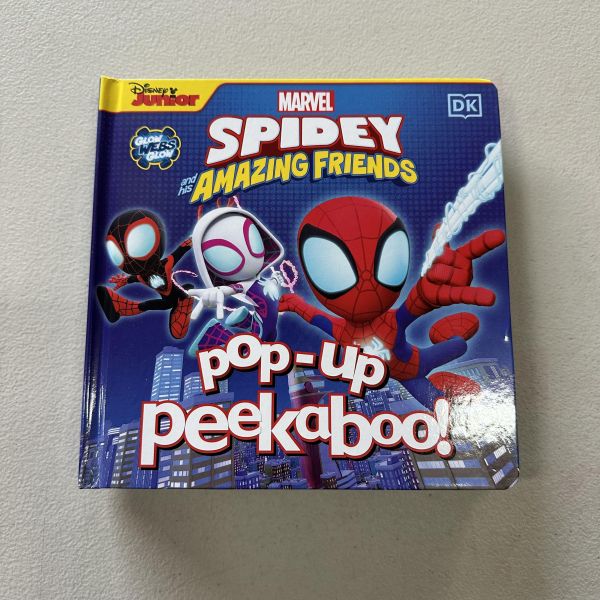 Disney
Junior
MARVEL
DK
SPIDEY
and his
AMAZING FRIENDS
GLOW
WEBS
GLOW
pop-up
peekaboo!